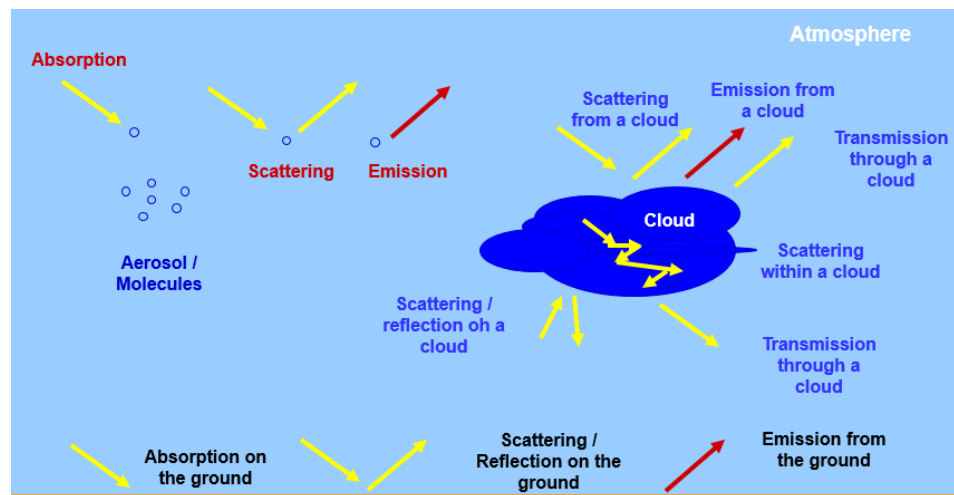 Atmosphere
Absorption
Scattering
Emission
Aerosol /
Molecules
Scattering
from a cloud
Emission from
a cloud
Transmission
through a
cloud
Cloud
Scattering
within a cloud
Scattering /
reflection oh a
cloud
Transmission
through a
cloud
Absorption on
the ground
Scattering /
Reflection on the
ground
Emission from
the ground